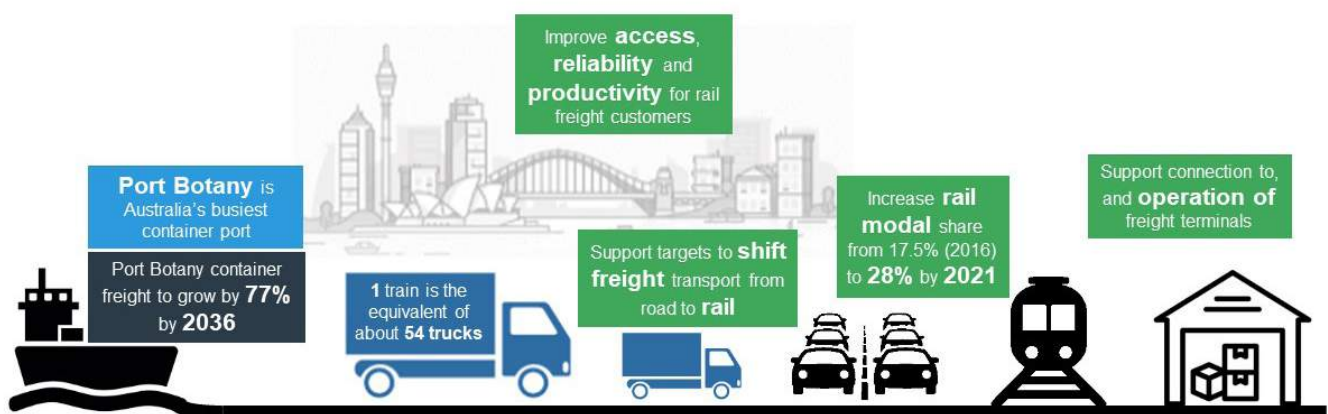 Improve access,
reliability and
productivity for rail
freight customers
Port Botany is
Australia's busiest
container port
Port Botany container
freight to grow by 77%
by 2036
1 train is the
equivalent of
about 54 trucks
Support targets to shift
freight transport from
road to rail
Increase rail
modal share
from 17.5% (2016)
to 28% by 2021
Support connection to,
and operation of
freight terminals